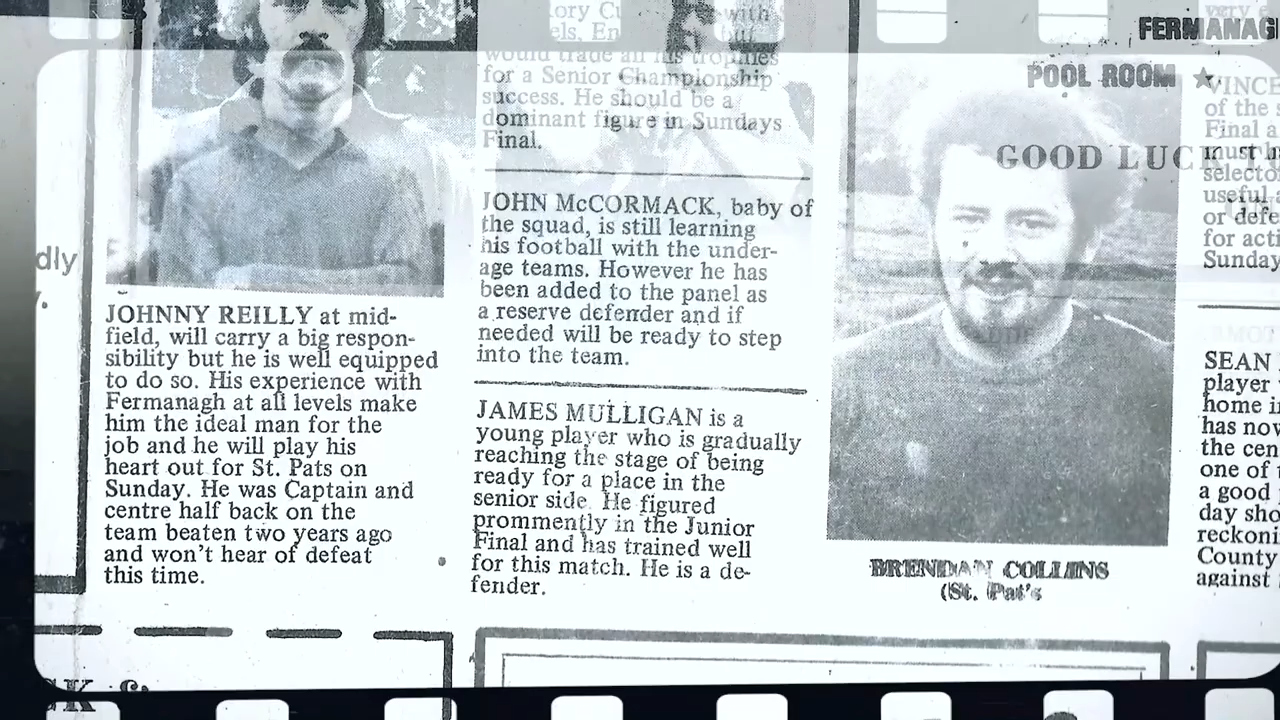 dly
JOHNNY REILLY at mid-
field, will carry a big respon-
sibility but he is well equipped
to do so. His experience with
Fermanagh at all levels make
him the ideal man for the
job and he will play his
heart out for St. Pats on
Sunday. He was Captain and
centre half back on the
team beaten two years ago
and won't hear of defeat
this time.
with
would trade all his trophies
for a Senior Championship
success. He should be a
dominant figure in Sundays
Final.
JOHN McCORMACK, baby of
the squad, is still learning
his football with the under-
age teams. However he has
been added to the panel as
a reserve defender and if
needed will be ready to step
into the team.
JAMES MULLIGAN is a
young player who is gradually
reaching the stage of being
ready for a place in the
senior side. He figured
prommently in the Junior
Final and has trained well
for this match. He is a de-
fender.
FERMANAG
POOL ROOM ★
GOOD LUCK
BRENDAN COLLINS
(St. Pat's
VINCE
of the
Final a
must
selecto
useful
or defe
for acti
Sunday
SEAN
player
home i
has nov
the cen
one of
a good
day sho
reckoni
County
against